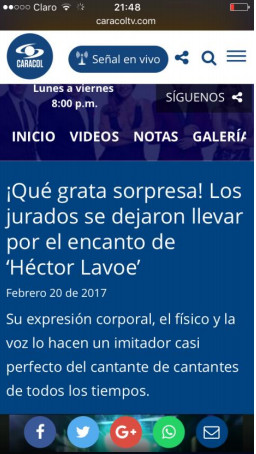 Claro 21:48
caracoltv.com
CARACOL
Señal en vivo
Lunes a viernes
8:00 p.m.
SÍGUENOS
INICIO VIDEOS NOTAS GALERÍA
¡Qué grata sorpresa! Los
jurados se dejaron llevar
por el encanto de
‘Héctor Lavoe’
Febrero 20 de 2017
Su expresión corporal, el físico y la
voz lo hacen un imitador casi
perfecto del cantante de cantantes
de todos los tiempos.
G+